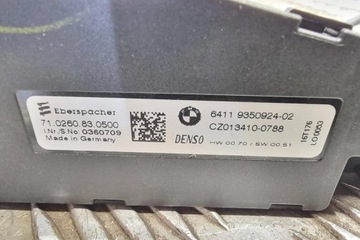 Eberspächer
71.0260.83.0500
I.Nr./S.No. 0360709
Made in Germany
DENSO
6411 9350924-02
CZ013410-0788
HW 00.70 / SW 00.51
16T176
LO0003